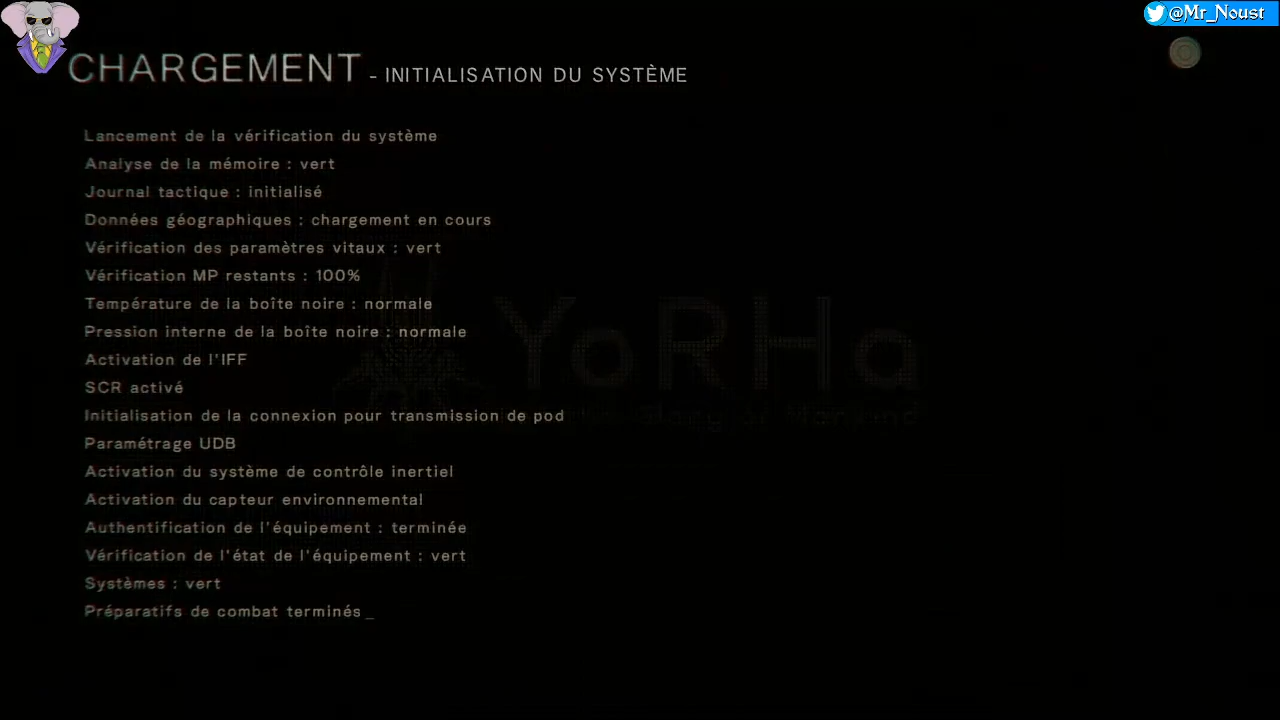 @Mr_Noust
CHARGEMENT - INITIALISATION DU SYSTÈME
Lancement de la vérification du système
Analyse de la mémoire : vert
Journal tactique : initialisé
Données géographiques : chargement en cours
Vérification des paramètres vitaux : vert
Vérification MP restants : 100%
Température de la boîte noire : normale
Pression interne de la boîte noire : normale
YoRHa
Activation de l'IFF
SCR activé
Initialisation de la connexion pour transmission de pod
Glory of Mankind
Paramétrage UDB
Activation du système de contrôle inertiel
Activation du capteur environnemental
Authentification de l'équipement : terminée
Vérification de l'état de l'équipement : vert
Systèmes : vert
Préparatifs de combat terminés _